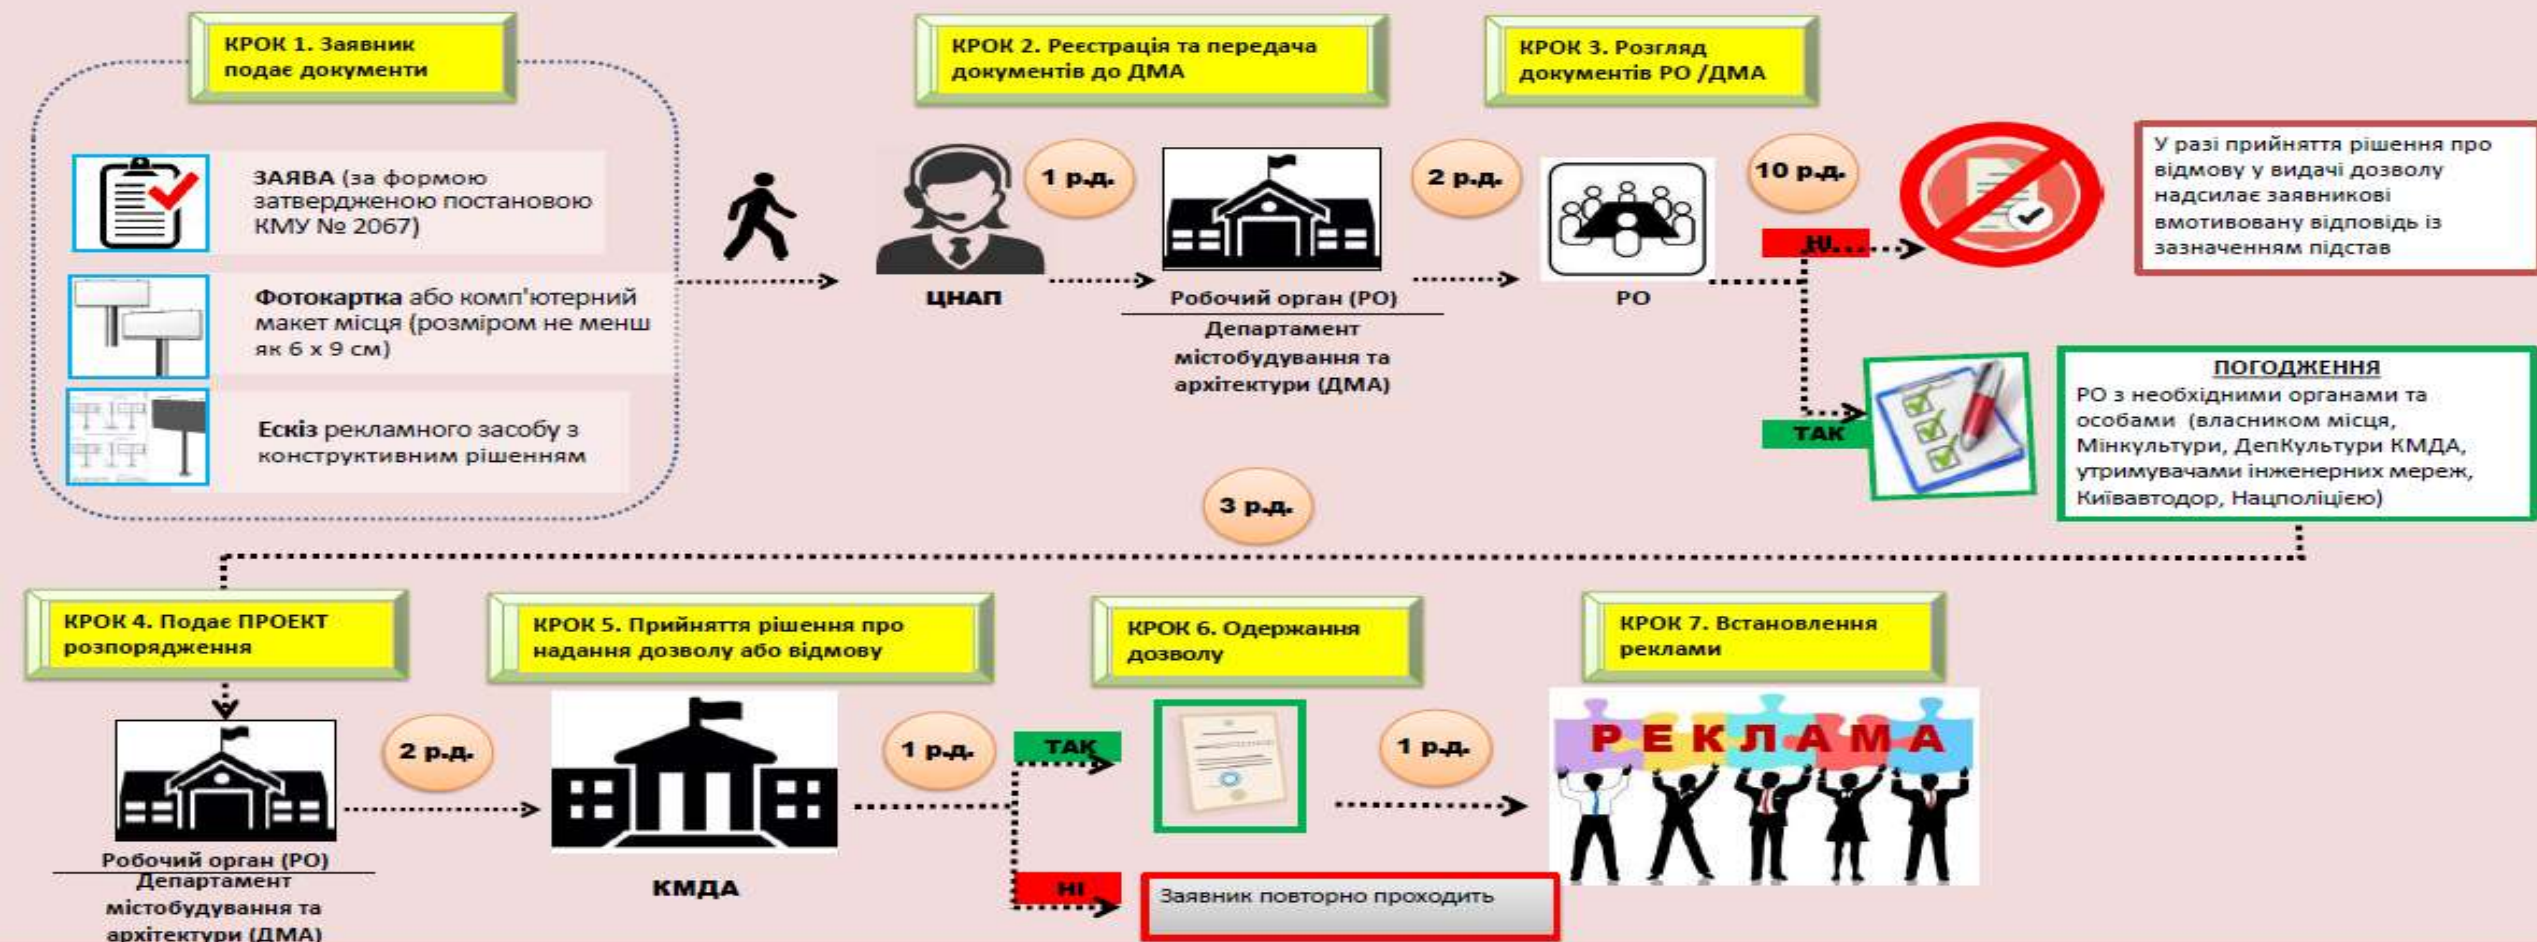 КРОК 1. Заявник
подає документи
ЗАЯВА (за формою
затвердженою постановою
КМУ № 2067)
Фотокартка або комп'ютерний
макет місця (розміром не менш
як 6 х 9 см)
Ескіз рекламного засобу з
конструктивним рішенням
КРОК 2. Реєстрація та передача
документів до ДМА
ЦНАП
1 р.д.
Робочий орган (РО)
Департамент
містобудування та
архітектури (ДМА)
2 р.д.
КРОК 3. Розгляд
документів РО /ДМА
РО
10 р.д.
НІ
У разі прийняття рішення про
відмову у видачі дозволу
надсилає заявникові
вмотивовану відповідь із
зазначенням підстав
ТАК
ПОГОДЖЕННЯ
РО з необхідними органами та
особами (власником місця,
Мінкультури, ДепКультури КМДА,
утримувачами інженерних мереж,
Київавтодор, Нацполіцією)
3 р.д.
КРОК 4. Подає ПРОЕКТ
розпорядження
Робочий орган (РО)
Департамент
містобудування та
архітектури (ДМА)
2 р.д.
КРОК 5. Прийняття рішення про
надання дозволу або відмову
КМДА
1 р.д.
ТАК
НІ
Заявник повторно проходить
КРОК 6. Одержання
дозволу
1 р.д.
КРОК 7. Встановлення
реклами
РЕКЛАМА